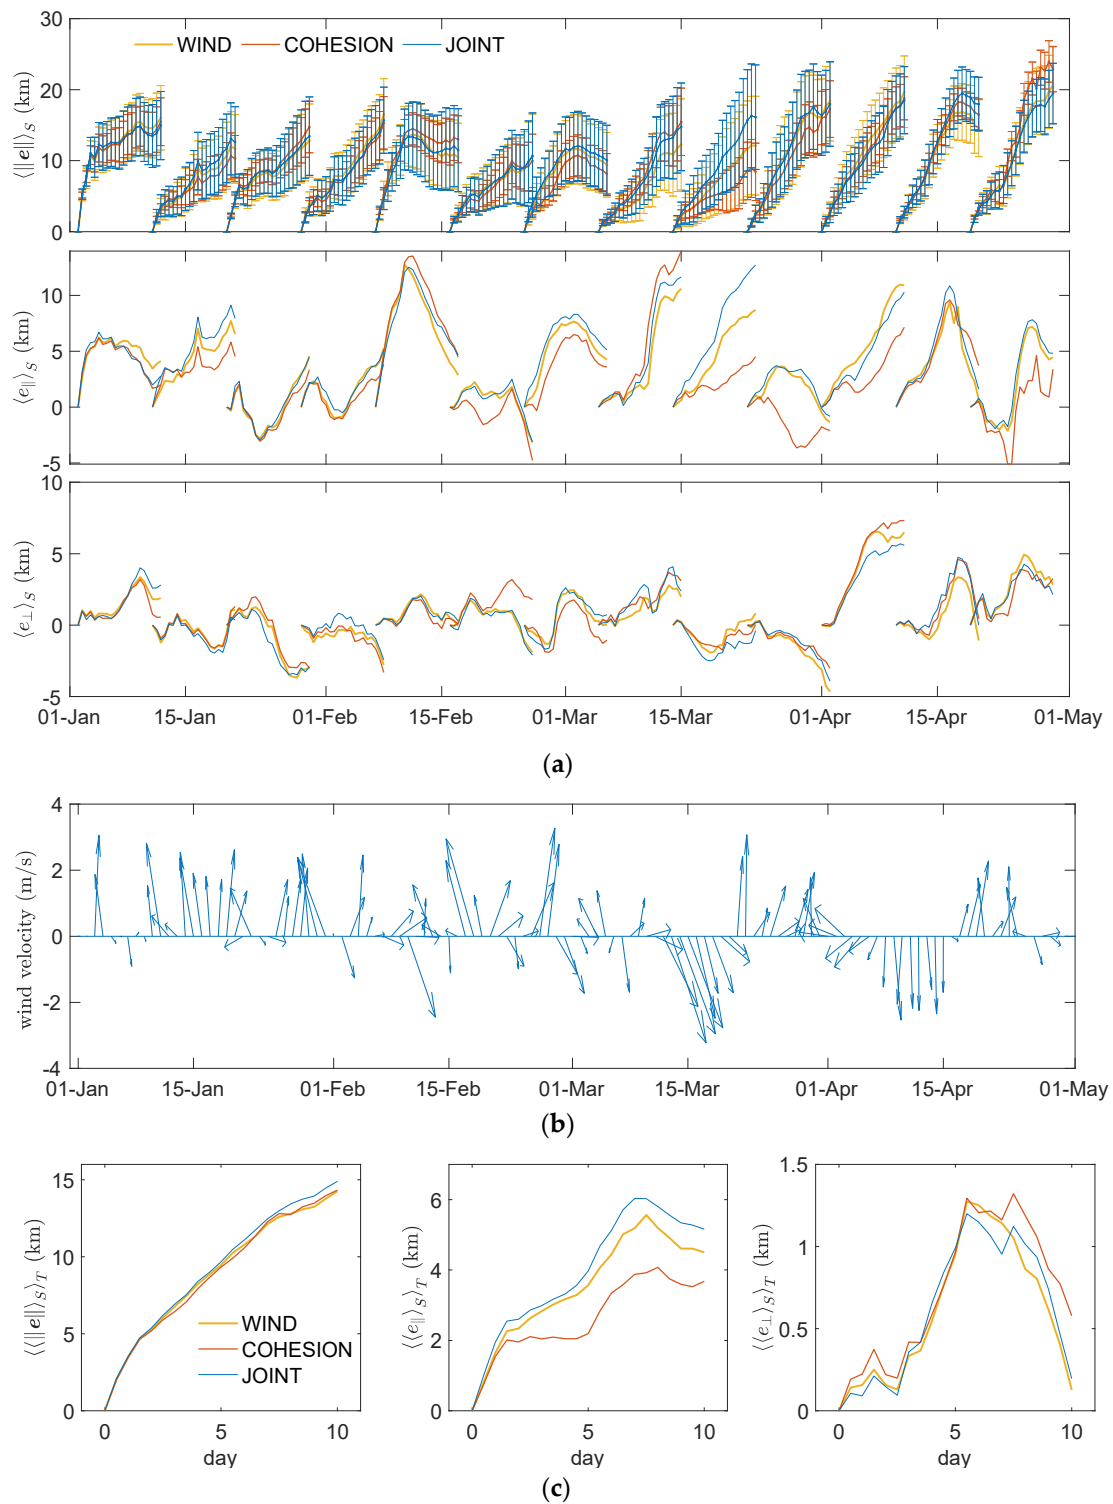 WIND COHESION JOINT
⟨||e||⟩S (km)
30
20
10
0
⟨e∥⟩S (km)
10
5
0
-5
⟨e⊥⟩S (km)
10
5
0
-5
01-Jan 15-Jan 01-Feb 15-Feb 01-Mar 15-Mar 01-Apr 15-Apr 01-May
(a)
wind velocity (m/s)
4
2
0
-2
-4
01-Jan 15-Jan 01-Feb 15-Feb 01-Mar 15-Mar 01-Apr 15-Apr 01-May
(b)
⟨⟨||e||⟩S⟩T (km)
15
10
5
0
WIND
COHESION
JOINT
0 5 10
day
⟨⟨e∥⟩S⟩T (km)
6
4
2
0
0 5 10
day
⟨⟨e⊥⟩S⟩T (km)
1.5
1
0.5
0
0 5 10
day
(c)